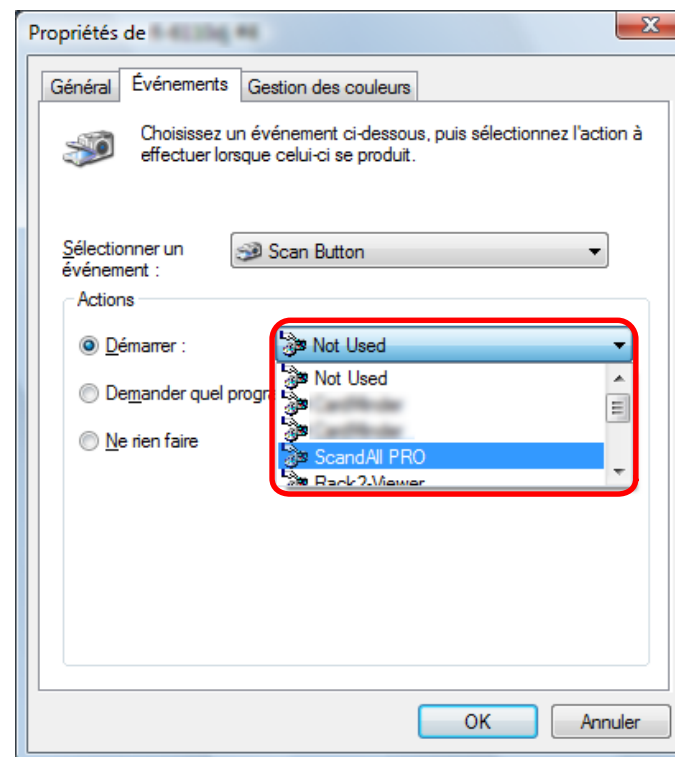 Propriétés de
Général Événements Gestion des couleurs
Choisissez un événement ci-dessous, puis sélectionnez l'action à
effectuer lorsque celui-ci se produit.
Sélectionner un
événement :
Scan Button
Actions
Démarrer :
Not Used
Not Used
Demander quel progr
ScandAll PRO
Ne rien faire
Rack2-Viewer
OK Annuler